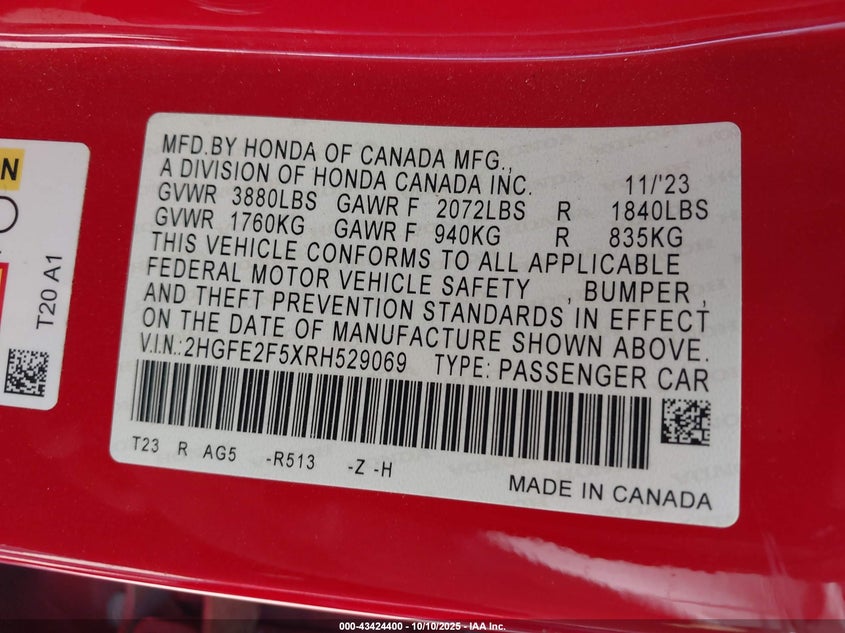 MFD.BY HONDA OF CANADA MFG.,
A DIVISION OF HONDA CANADA INC. 11/'23
GVWR 3880LBS GAWR F 2072LBS R 1840LBS
GVWR 1760KG GAWR F 940KG R 835KG
THIS VEHICLE CONFORMS TO ALL APPLICABLE
FEDERAL MOTOR VEHICLE SAFETY , BUMPER ,
AND THEFT PREVENTION STANDARDS IN EFFECT
ON THE DATE OF MANUFACTURE SHOWN ABOVE.
V.I.N.:2HGFE2F5XRH529069 TYPE: PASSENGER CAR
T23 R AG5 -R513 -Z -H
MADE IN CANADA
N
T20 A1
000-43424400 - 10/10/2025 - IAA Inc.